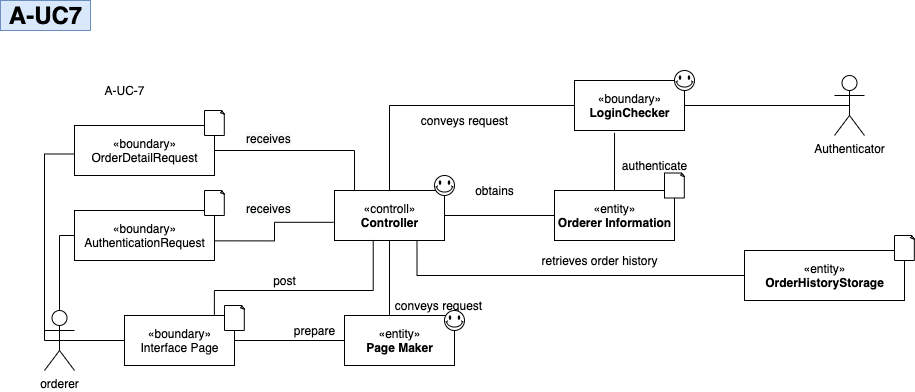 A-UC7
A-UC-7
«boundary»
OrderDetailRequest
receives
«boundary»
AuthenticationRequest
receives
«controll»
Controller
conveys request
«boundary»
LoginChecker
Authenticator
authenticate
obtains
«entity»
Orderer Information
retrieves order history
«entity»
OrderHistoryStorage
post
conveys request
«boundary»
Interface Page
prepare
«entity»
Page Maker
orderer